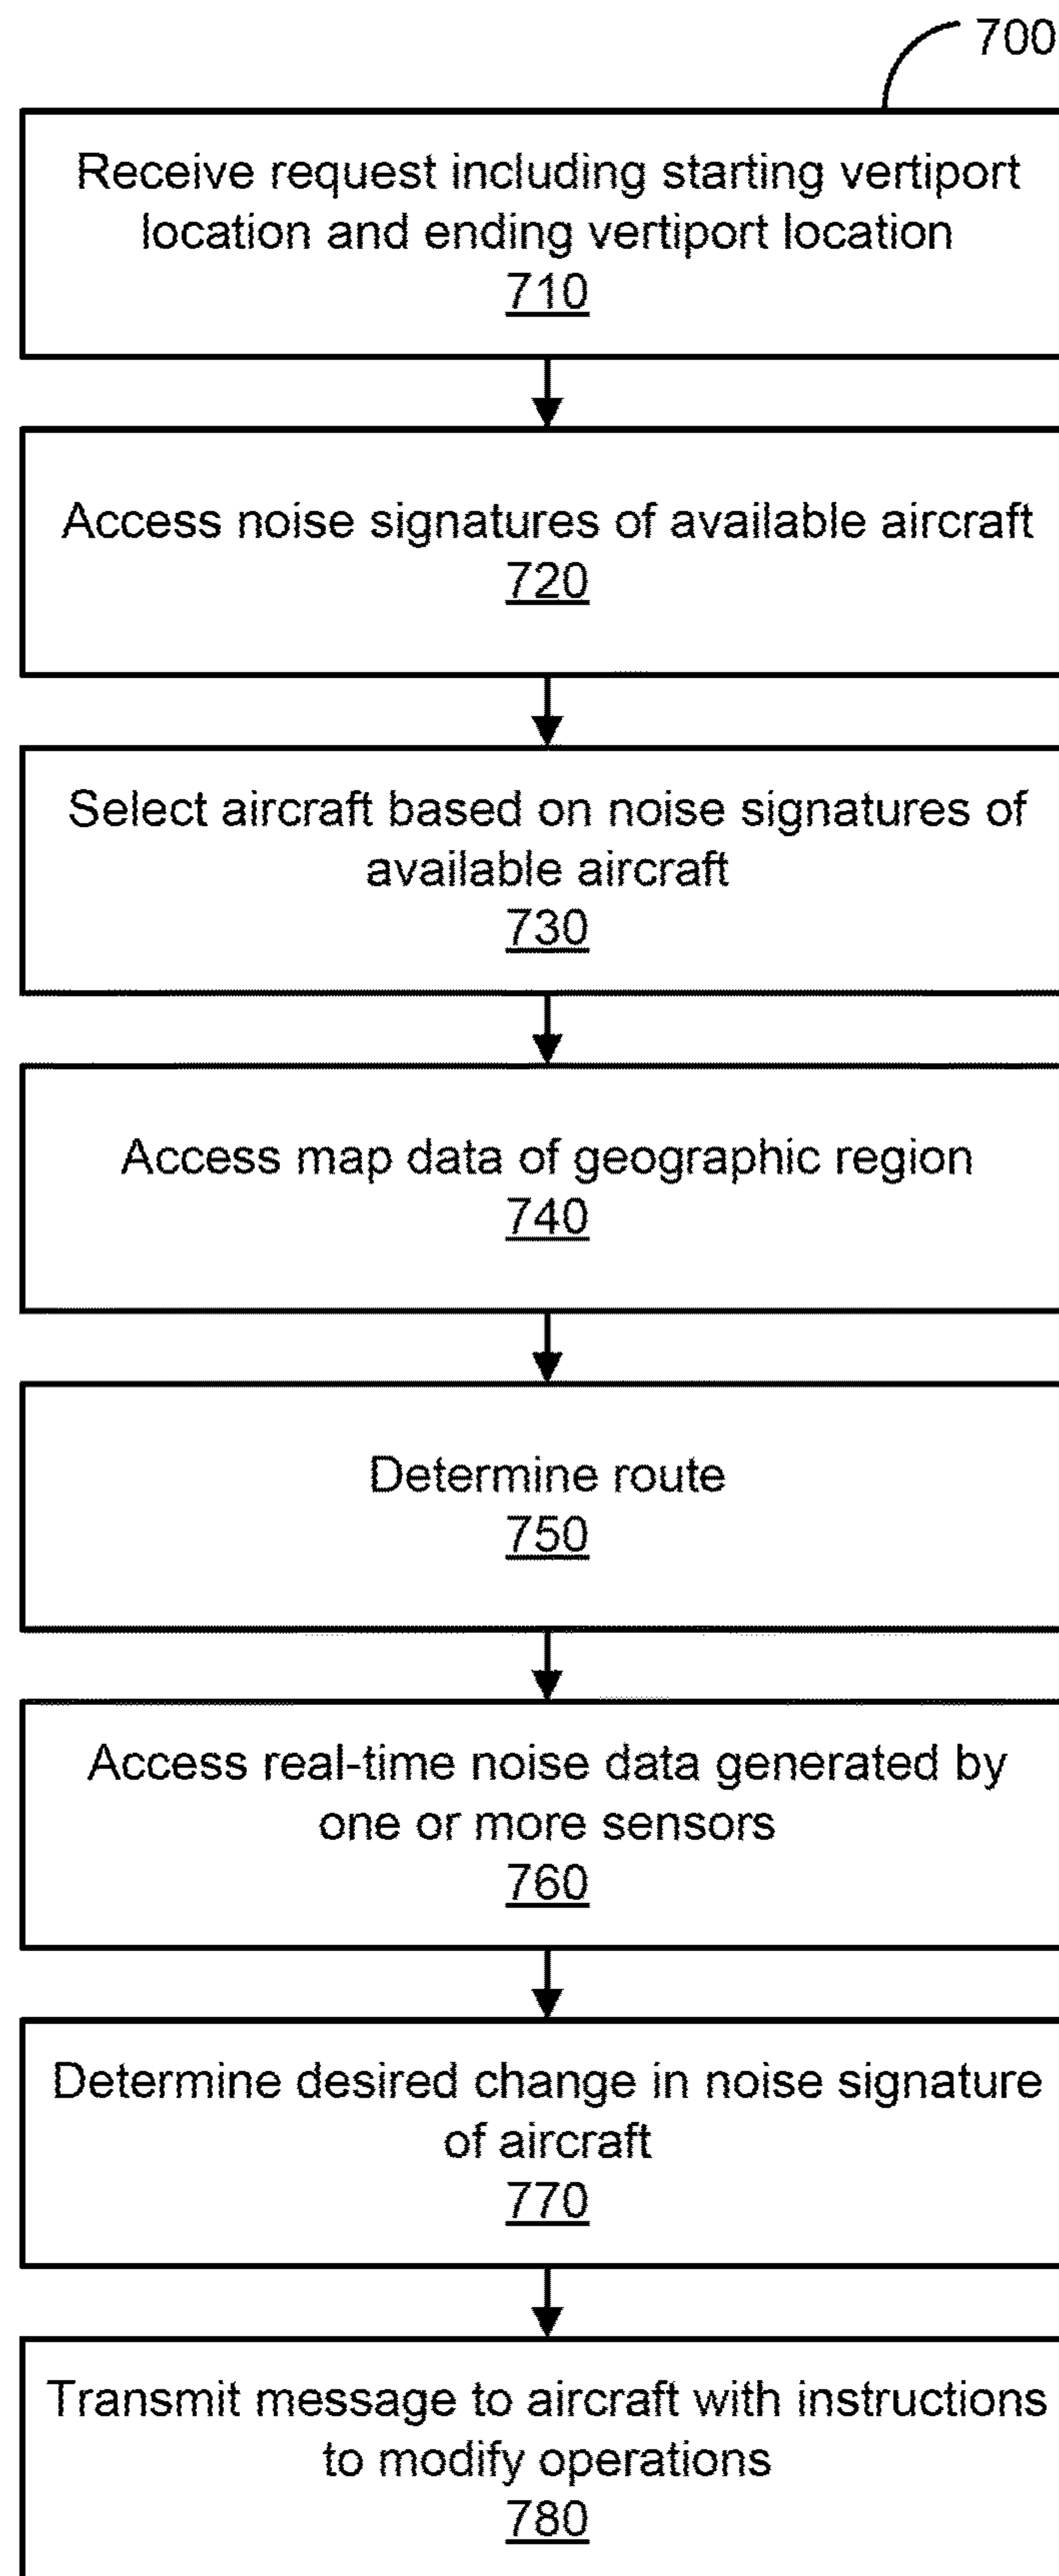 700
Receive request including starting vertiport
location and ending vertiport location
710
Access noise signatures of available aircraft
720
Select aircraft based on noise signatures of
available aircraft
730
Access map data of geographic region
740
Determine route
750
Access real-time noise data generated by
one or more sensors
760
Determine desired change in noise signature
of aircraft
770
Transmit message to aircraft with instructions
to modify operations
780